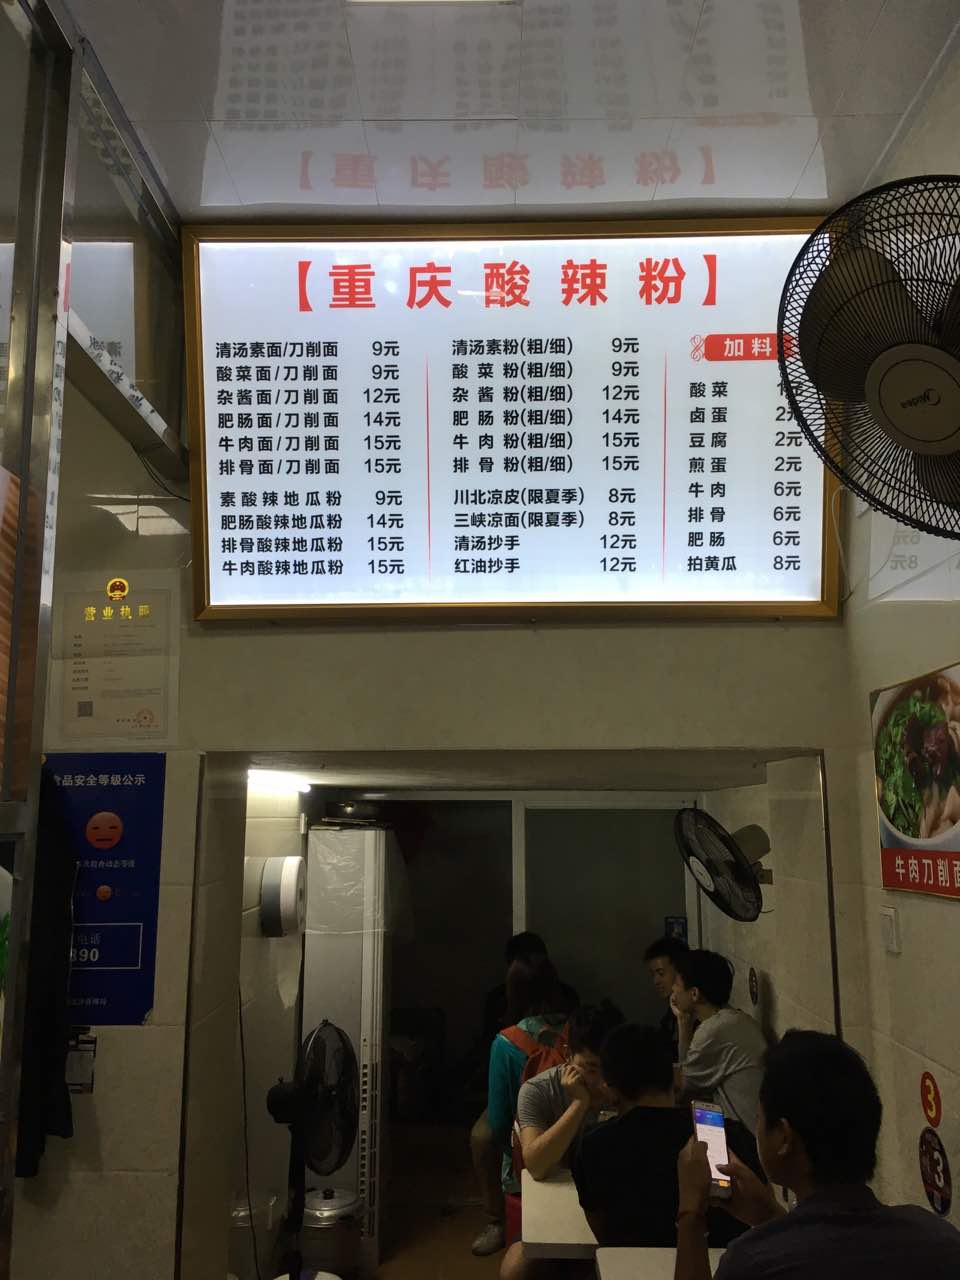 【重庆酸辣粉】
清汤素面/刀削面 9元
酸菜面/刀削面 9元
杂酱面/刀削面 12元
肥肠面/刀削面 14元
牛肉面/刀削面 15元
排骨面/刀削面 15元
素酸辣地瓜粉 9元
肥肠酸辣地瓜粉 14元
排骨酸辣地瓜粉 15元
牛肉酸辣地瓜粉 15元
清汤素粉(粗/细) 9元
酸菜粉(粗/细) 9元
杂酱粉(粗/细) 12元
肥肠粉(粗/细) 14元
牛肉粉(粗/细) 15元
排骨粉(粗/细) 15元
川北凉皮(限夏季) 8元
三峡凉面(限夏季) 8元
清汤抄手 12元
红油抄手 12元
加料
酸菜
卤蛋 2元
豆腐 2元
煎蛋 2元
牛肉 6元
排骨 6元
肥肠 6元
拍黄瓜 8元
Midea
营业执照
食品安全等级公示
电话
390
牛肉刀削面
3
3